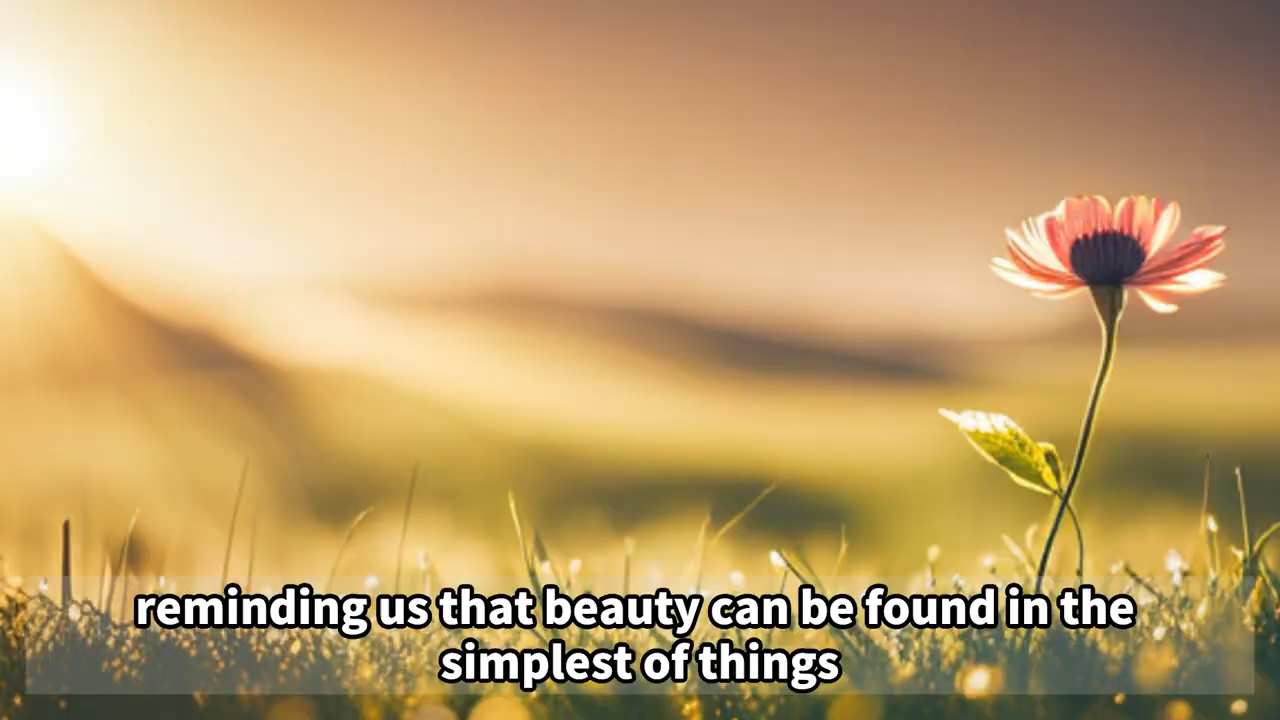 reminding us that beauty can be found in the
simplest of things